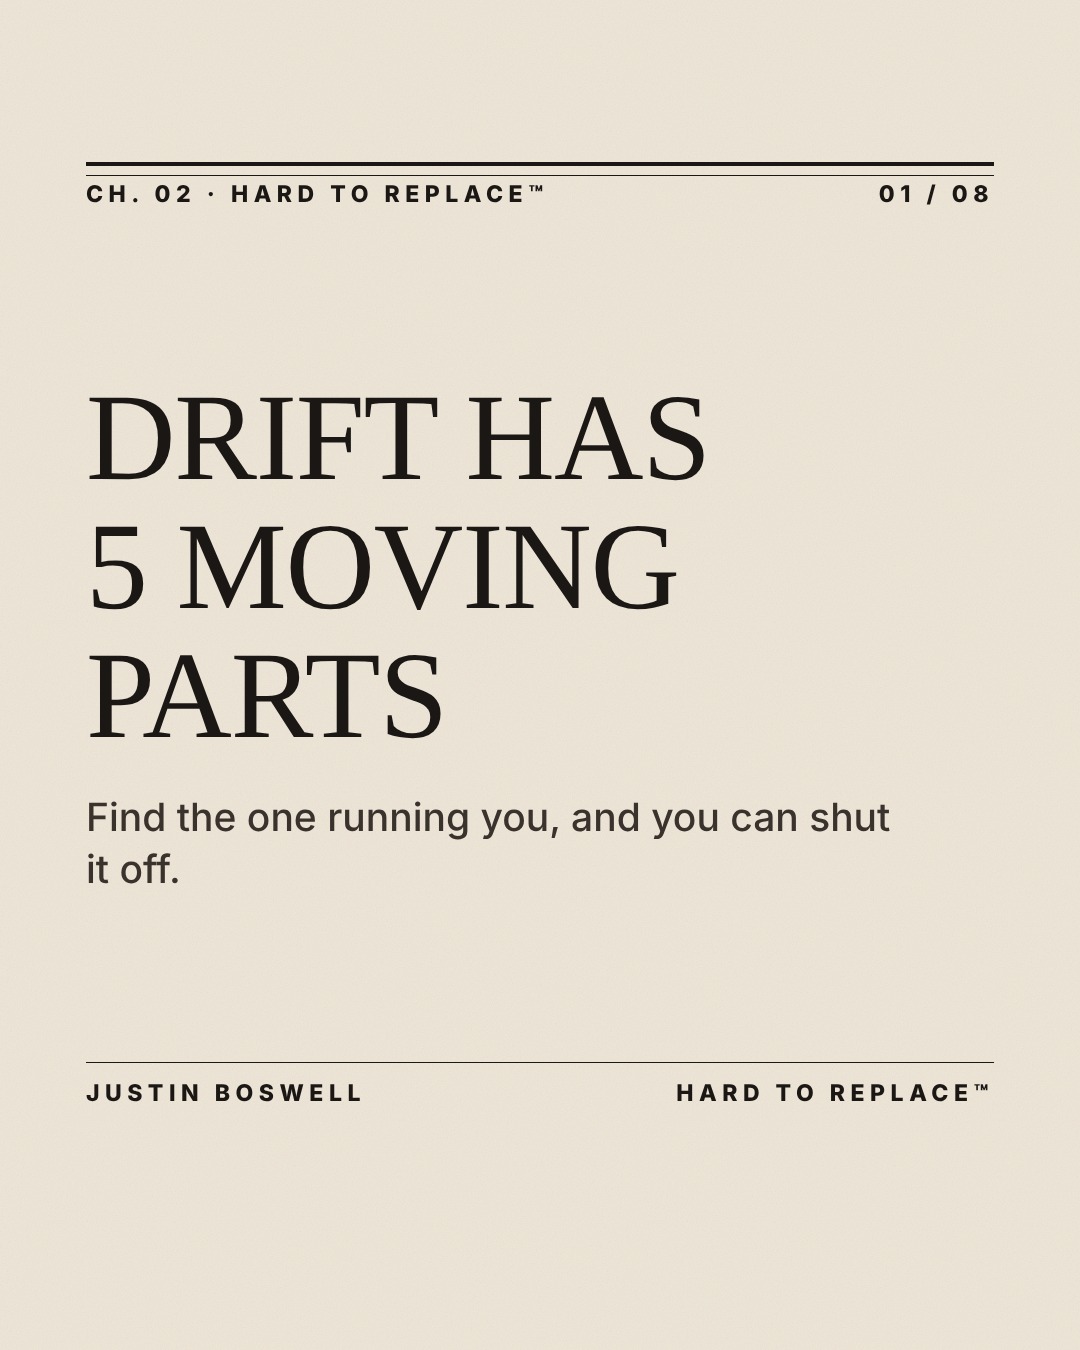 CH. 02 · HARD TO REPLACE™ 01 / 08
DRIFT HAS
5 MOVING
PARTS
Find the one running you, and you can shut
it off.
JUSTIN BOSWELL HARD TO REPLACE™